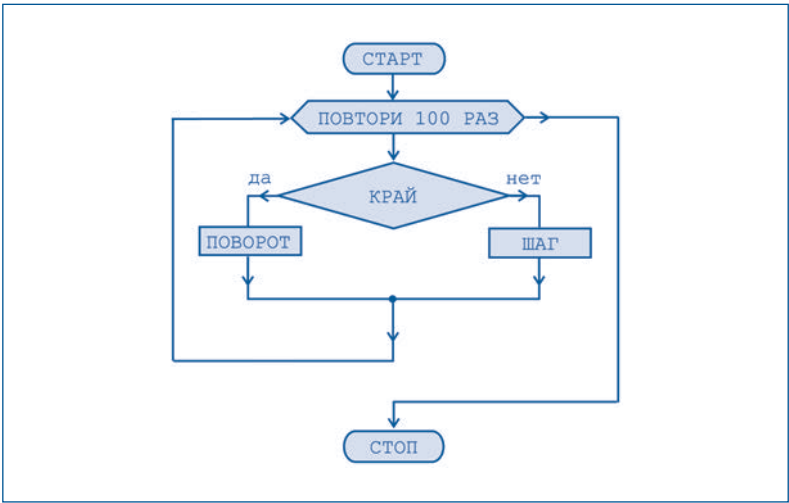 СТАРТ
ПОВТОРИ 100 РАЗ
да
нет
КРАЙ
ПОВОРОТ
ШАГ
СТОП